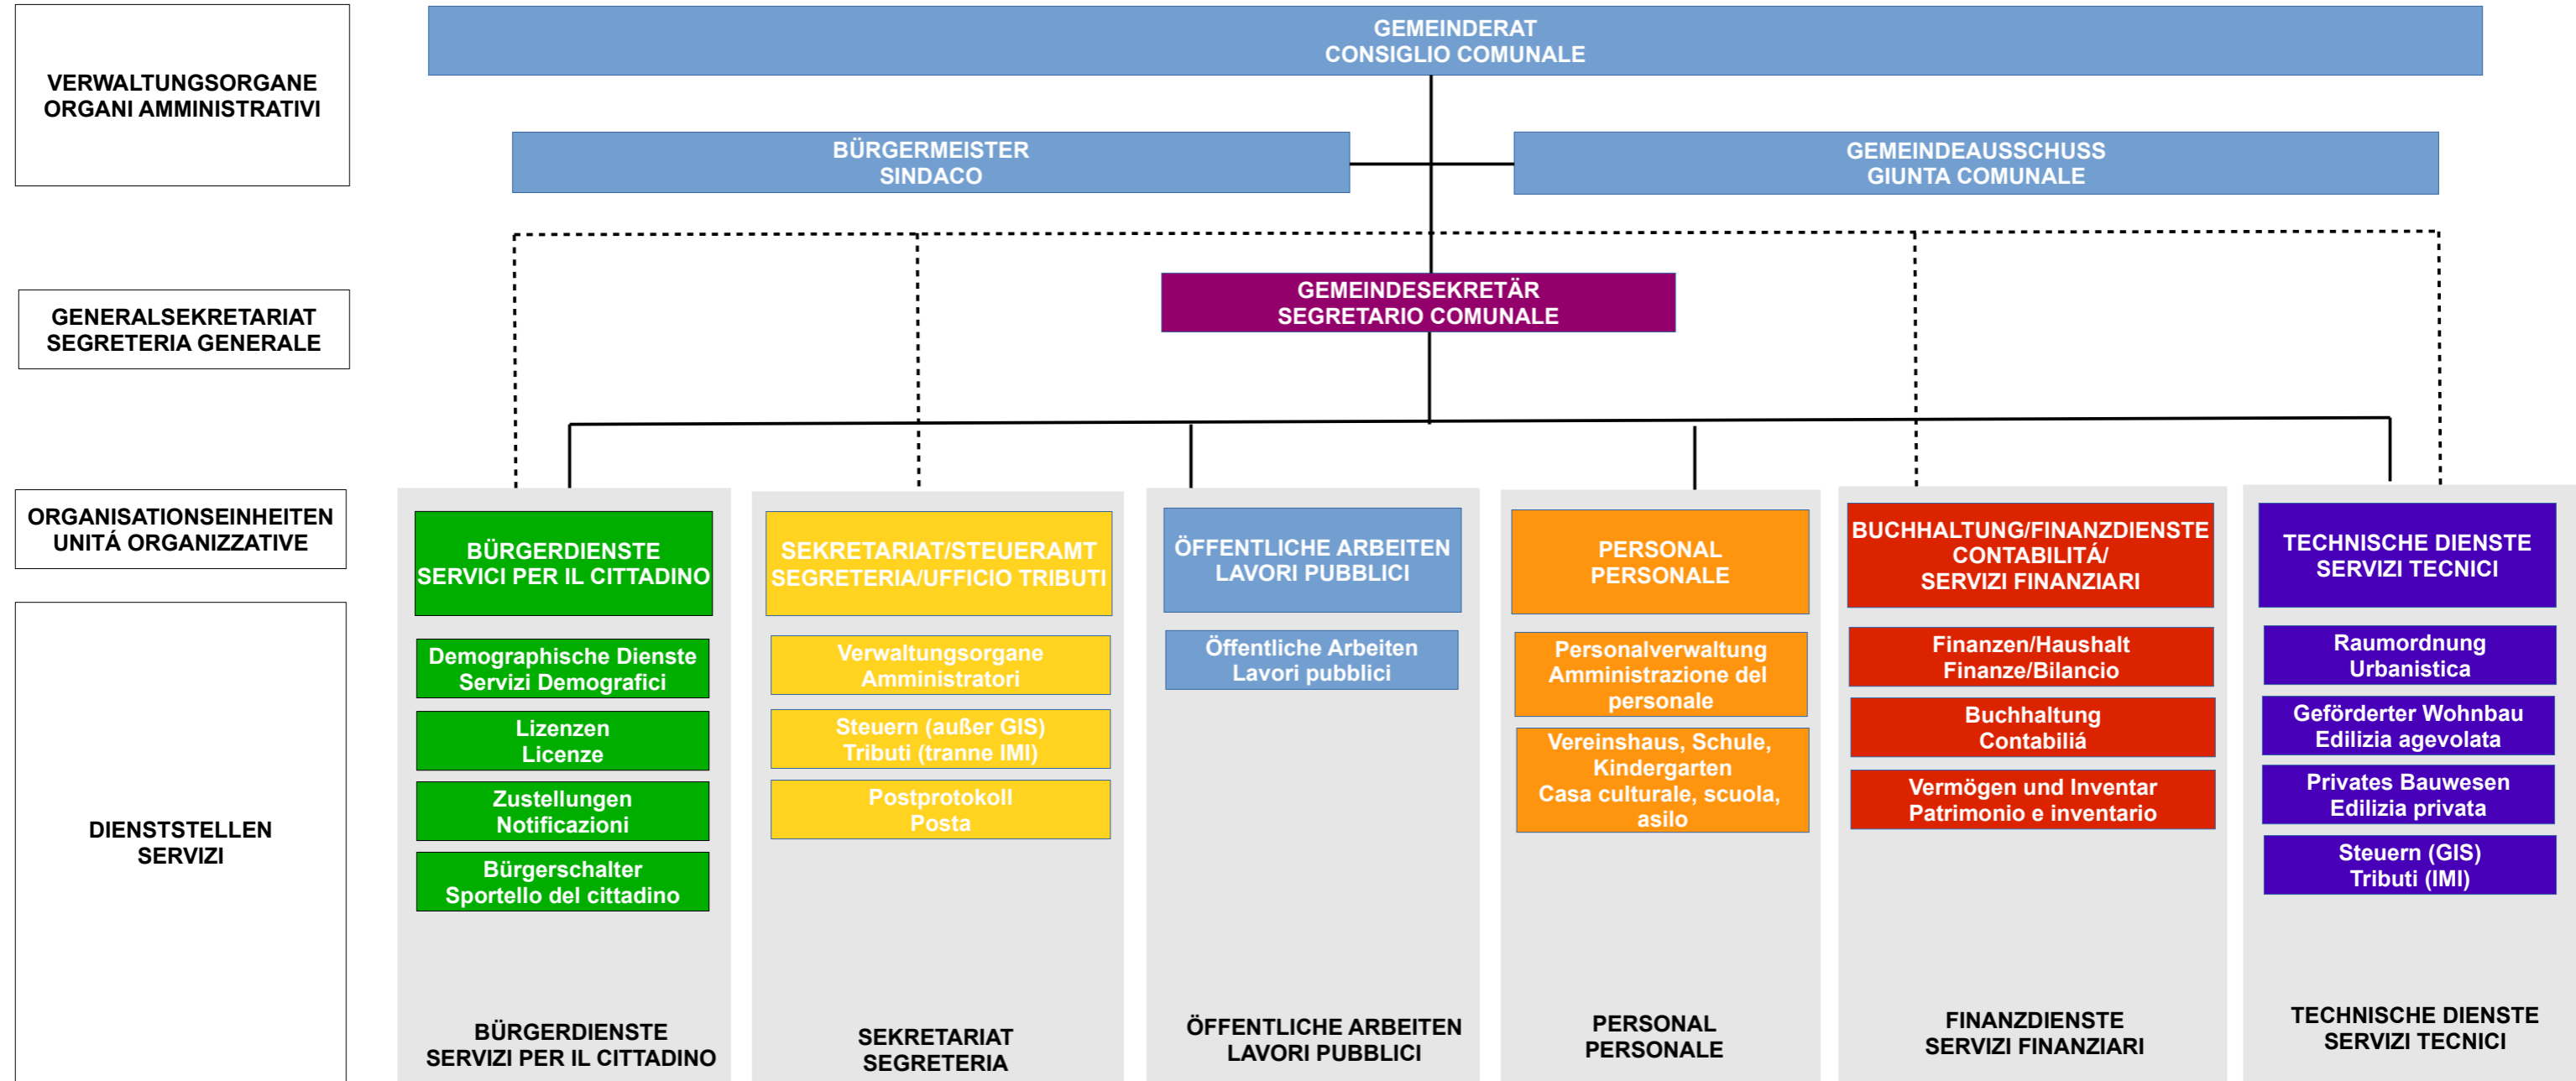 VERWALTUNGSORGANE
ORGANI AMMINISTRATIVI
GEMEINDERAT
CONSIGLIO COMUNALE
BÜRGERMEISTER
SINDACO
GEMEINDEAUSSCHUSS
GIUNTA COMUNALE
GENERALSEKRETARIAT
SEGRETERIA GENERALE
GEMEINDESEKRETÄR
SEGRETARIO COMUNALE
ORGANISATIONSEINHEITEN
UNITÁ ORGANIZZATIVE
BÜRGERDIENSTE
SERVICI PER IL CITTADINO
SEKRETARIAT/STEUERAMT
SEGRETERIA/UFFICIO TRIBUTI
ÖFFENTLICHE ARBEITEN
LAVORI PUBBLICI
PERSONAL
PERSONALE
BUCHHALTUNG/FINANZDIENSTE
CONTABILITÁ/
SERVIZI FINANZIARI
TECHNISCHE DIENSTE
SERVIZI TECNICI
DIENSTSTELLEN
SERVIZI
Demographische Dienste
Servizi Demografici
Lizenzen
Licenze
Zustellungen
Notificazioni
Bürgerschalter
Sportello del cittadino
BÜRGERDIENSTE
SERVIZI PER IL CITTADINO
Verwaltungsorgane
Amministratori
Steuern (außer GIS)
Tributi (tranne IMI)
Postprotokoll
Posta
SEKRETARIAT
SEGRETERIA
Öffentliche Arbeiten
Lavori pubblici
ÖFFENTLICHE ARBEITEN
LAVORI PUBBLICI
Personalverwaltung
Amministrazione del
personale
Vereinshaus, Schule,
Kindergarten
Casa culturale, scuola,
asilo
PERSONAL
PERSONALE
Finanzen/Haushalt
Finanze/Bilancio
Buchhaltung
Contabiliá
Vermögen und Inventar
Patrimonio e inventario
FINANZDIENSTE
SERVIZI FINANZIARI
Raumordnung
Urbanistica
Geförderter Wohnbau
Edilizia agevolata
Privates Bauwesen
Edilizia privata
Steuern (GIS)
Tributi (IMI)
TECHNISCHE DIENSTE
SERVIZI TECNICI